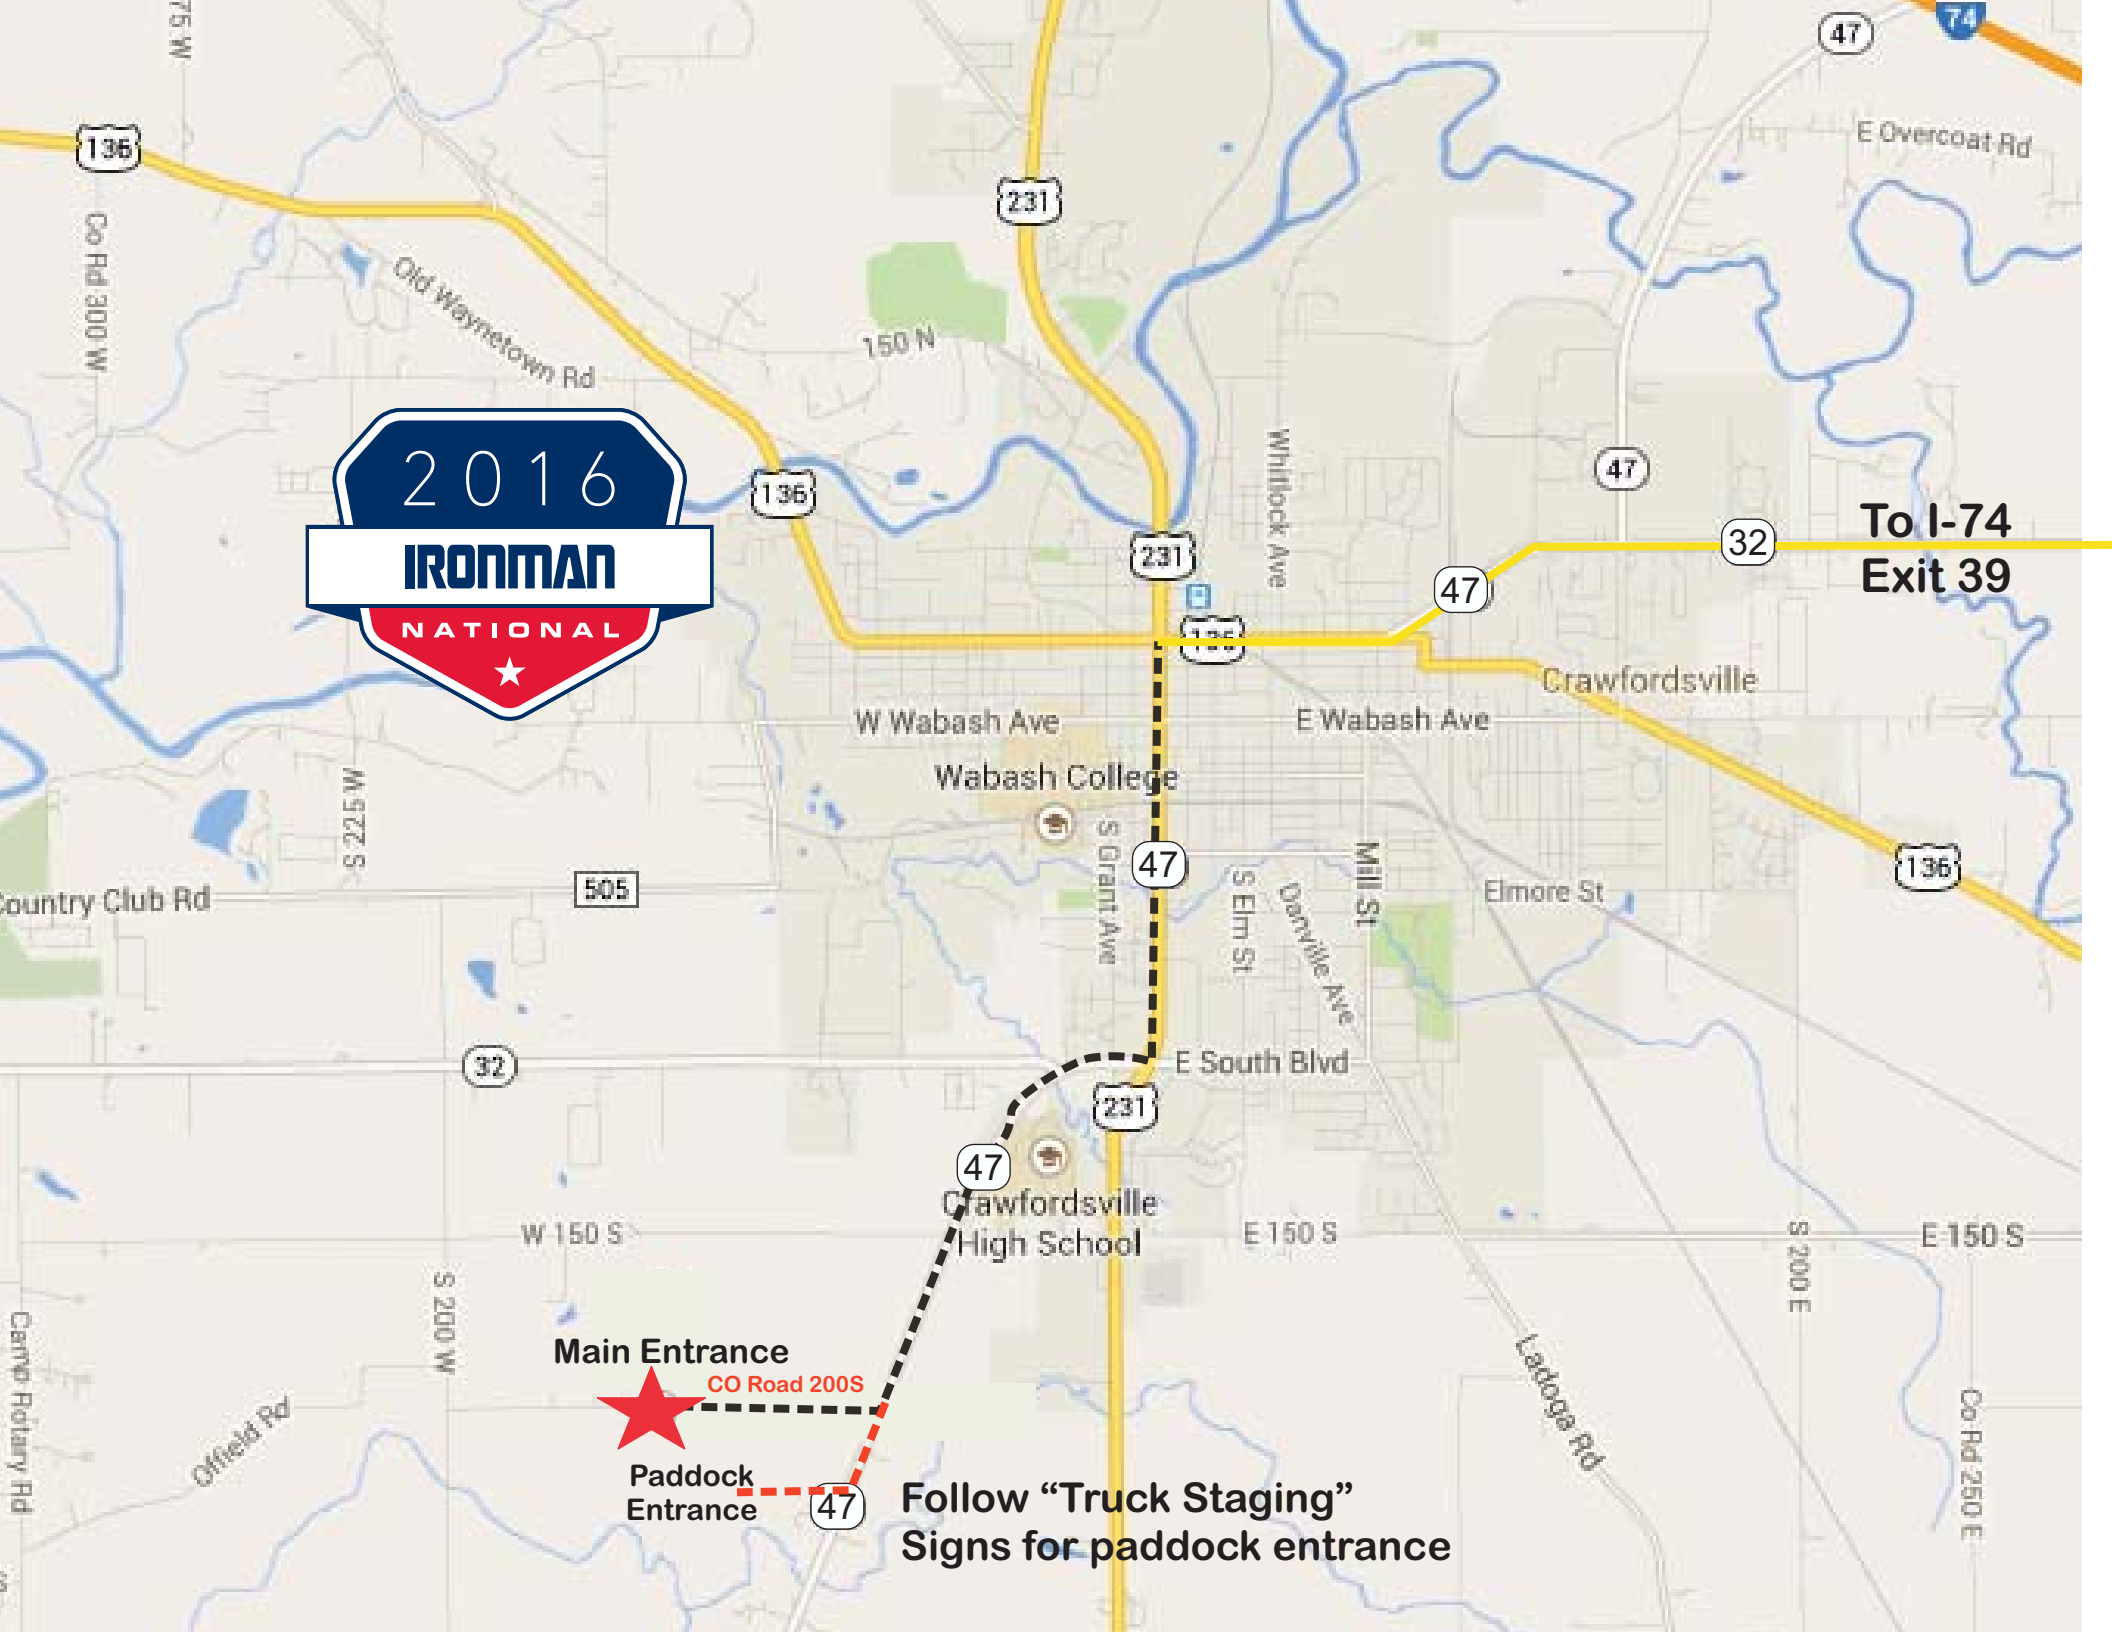 75 W
47
74
E Overcoat Rd
136
231
Co Rd 300 W
Old Waynetown Rd
150 N
2016
IRONMAN
NATIONAL
136
Whitlock Ave
47
231
32
To I-74
Exit 39
47
136
Crawfordsville
W Wabash Ave
E Wabash Ave
Wabash College
S 225 W
S Grant Ave
47
S Elm St
Danville Ave
Mill St
Elmore St
136
505
Country Club Rd
32
E South Blvd
231
47
Crawfordsville
High School
W 150 S
E 150 S
E 150 S
S 200 E
S 200 W
Camp Rotary Rd
Offield Rd
Main Entrance
CO Road 200S
Paddock
Entrance
47
Follow “Truck Staging”
Signs for paddock entrance
Ladoga Rd
Co Rd 250 E